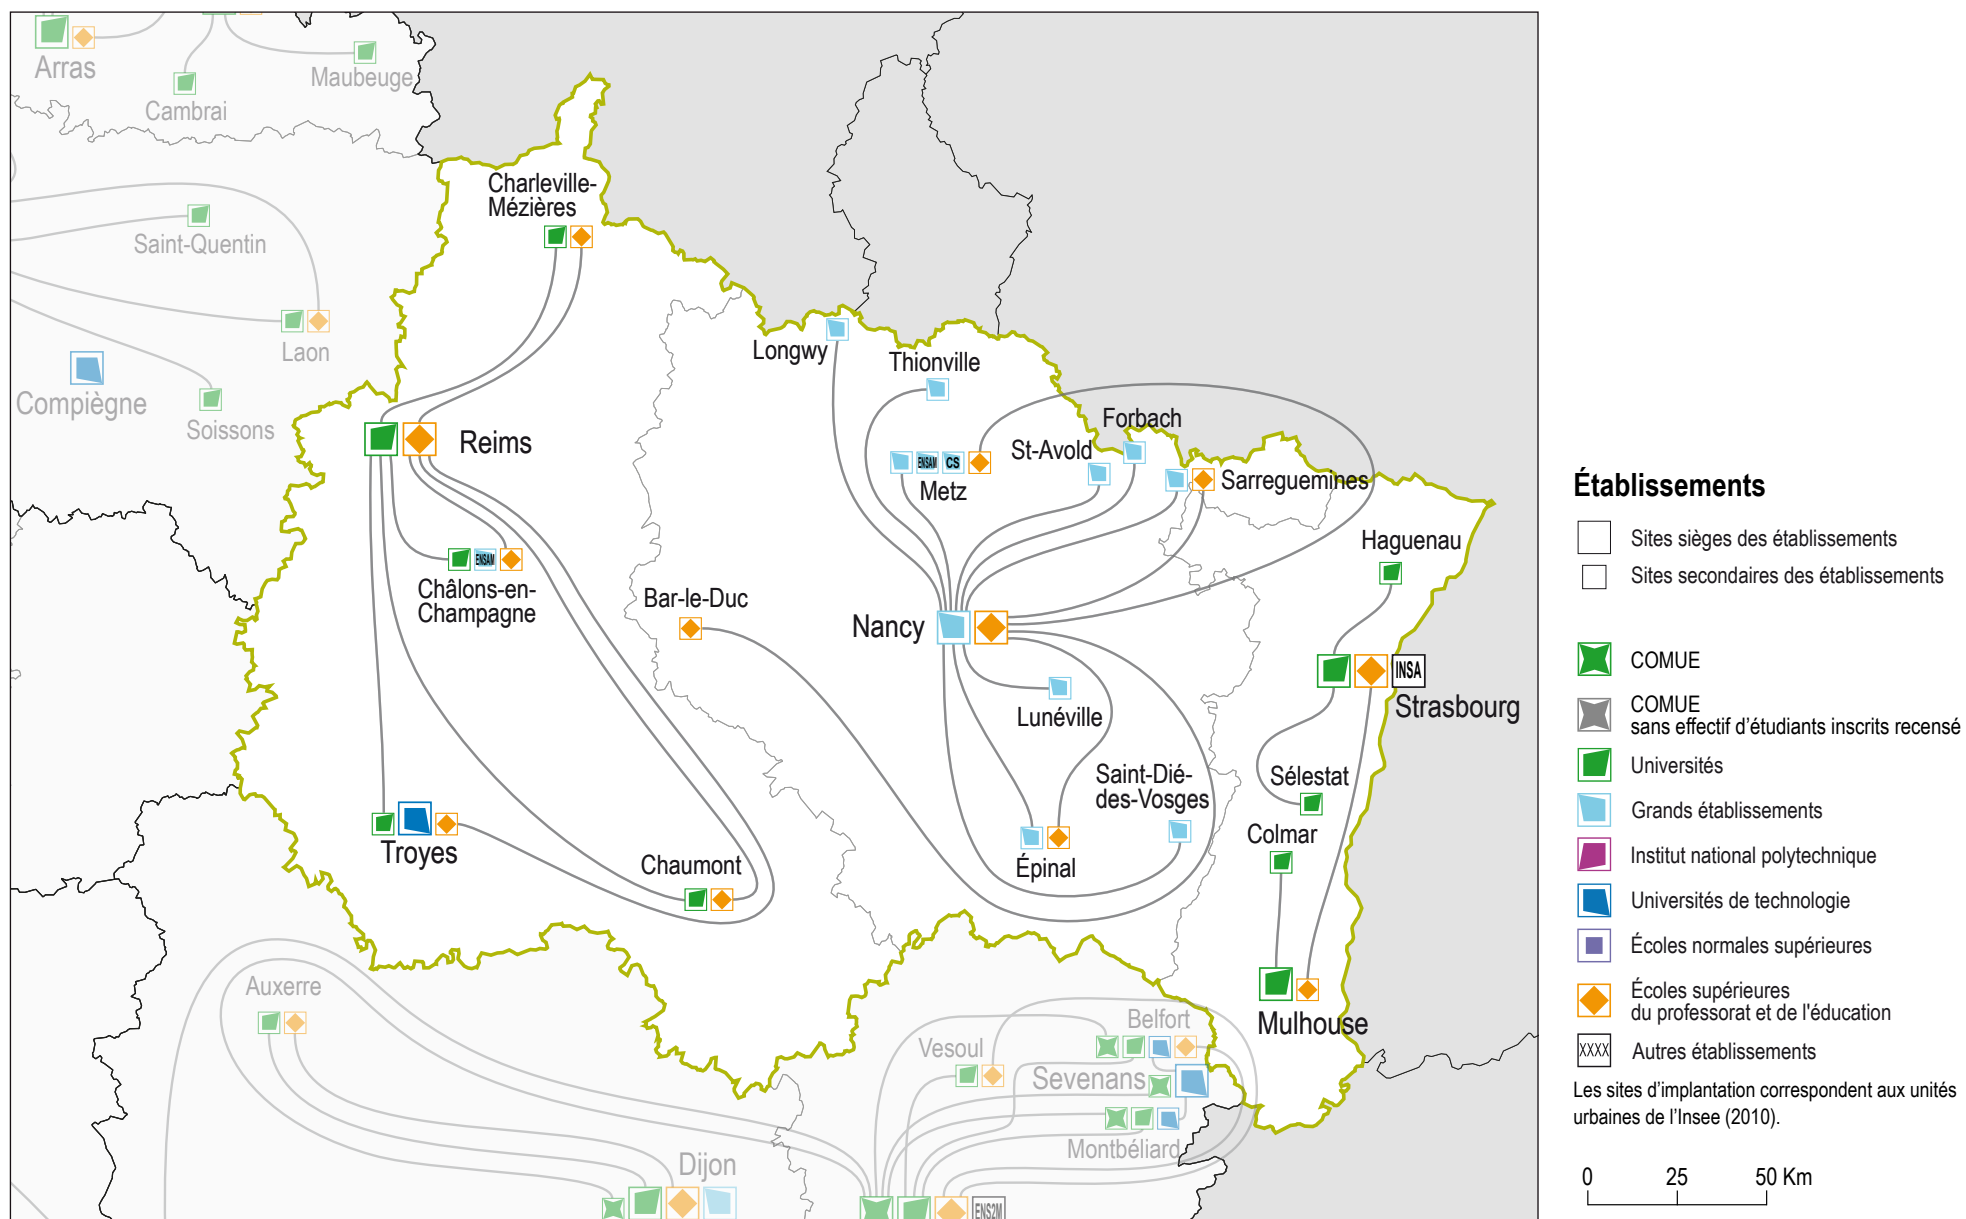 Arras
Cambrai
Maubeuge
Saint-Quentin
Laon
Compiègne
Soissons
Charleville-
Mézières
Reims
ENSAM
Châlons-en-
Champagne
Troyes
Chaumont
Longwy
Thionville
ENSAM
CS
Metz
St-Avold
Forbach
Sarreguemines
Bar-le-Duc
Nancy
Lunéville
Saint-Dié-
des-Vosges
Épinal
Haguenau
INSA
Strasbourg
Sélestat
Colmar
Mulhouse
Auxerre
Dijon
Vesoul
Belfort
Sevenans
Montbéliard
ENS2M
Établissements
Sites sièges des établissements
Sites secondaires des établissements
COMUE
COMUE
sans effectif d'étudiants inscrits recensé
Universités
Grands établissements
Institut national polytechnique
Universités de technologie
Écoles normales supérieures
Écoles supérieures
du professorat et de l'éducation
XXXX Autres établissements
Les sites d'implantation correspondent aux unités
urbaines de l'Insee (2010).
0 25 50 Km